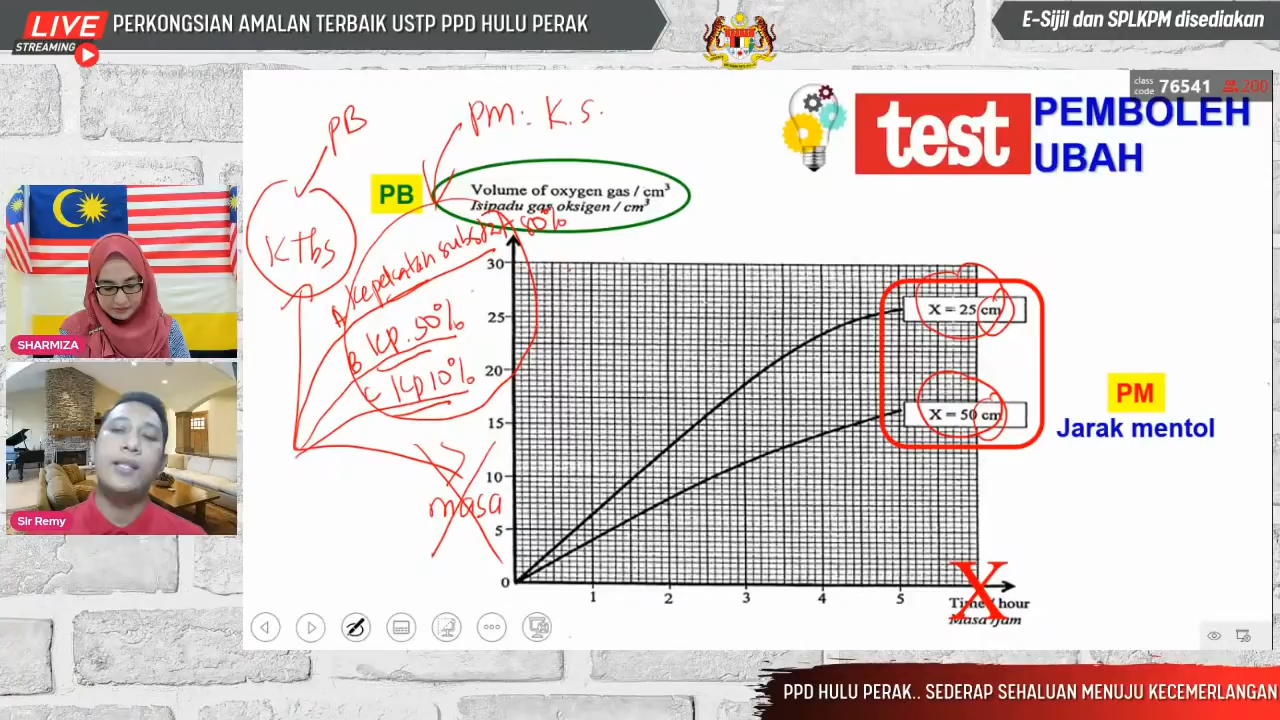 LIVE
STREAMING
PERKONGSIAN AMALAN TERBAIK USTP PPD HULU PERAK
E-Sijil dan SPLKPM disediakan
class code 76541 200
test
PEMBOLEH
UBAH
PB
PM: K.S.
PB
Volume of oxygen gas / cm³
Isipadu gas oksigen / cm³
K Tbs
A kepekatan substrat 80%
B kp. 50%
C kp 10%
masa
30
25
20
15
10
5
0
1 2 3 4 5
X = 25 cm
X = 50 cm
PM
Jarak mentol
X
Time / hour
Masa /jam
SHARMIZA
Sir Remy
PPD HULU PERAK.. SEDERAP SEHALUAN MENUJU KECEMERLANGAN